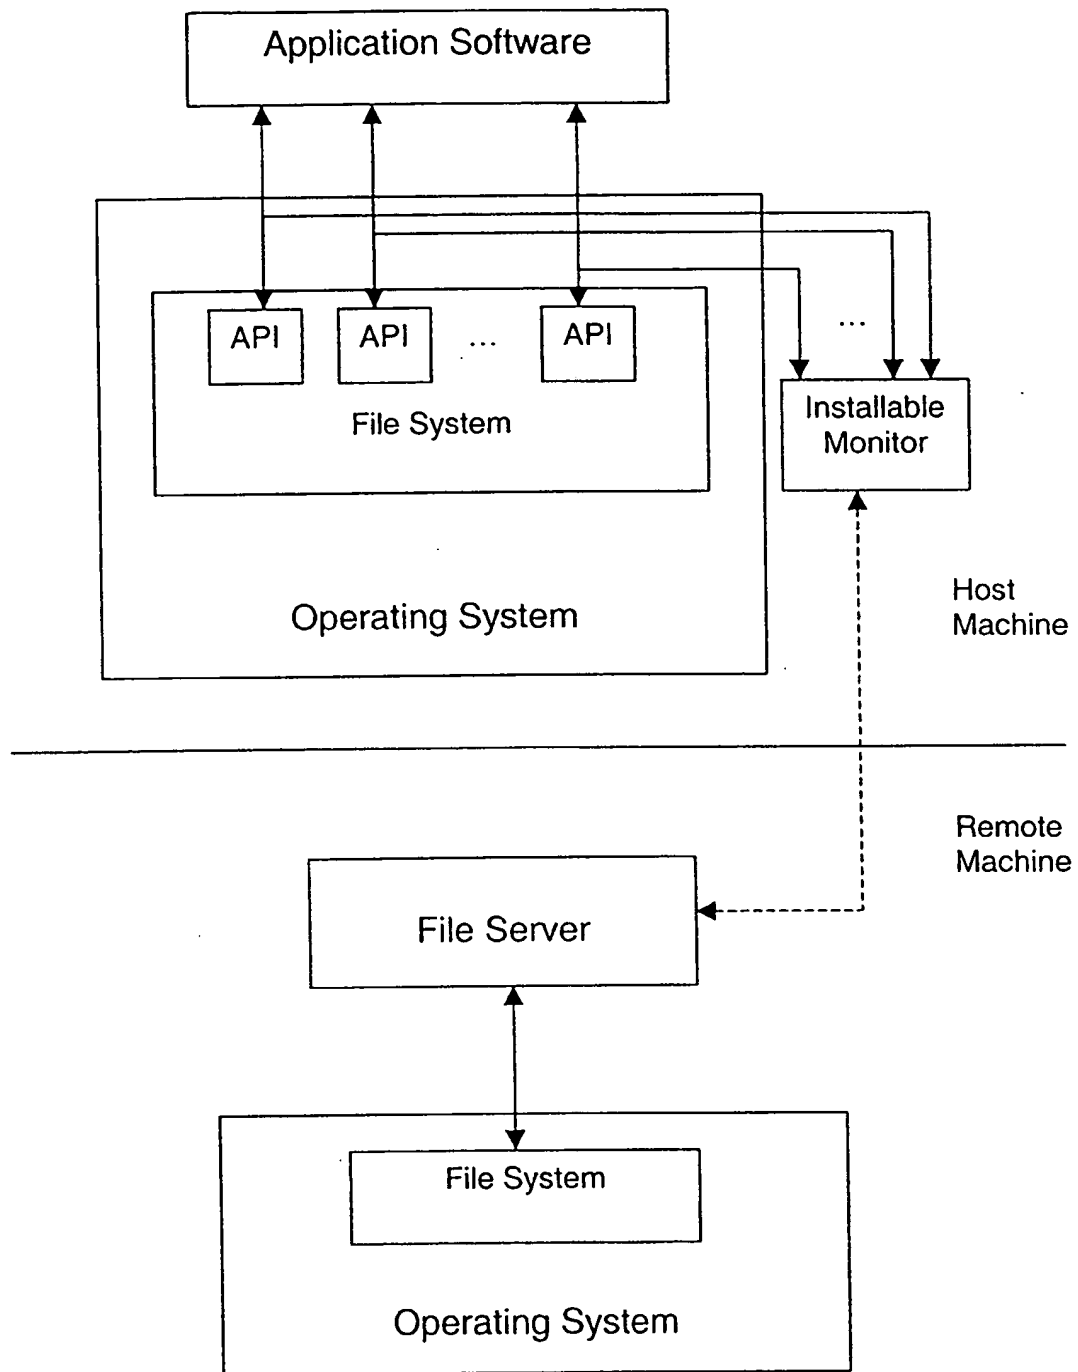 Application Software
API
API
...
API
...
File System
Installable
Monitor
Operating System
Host
Machine
Remote
Machine
File Server
File System
Operating System